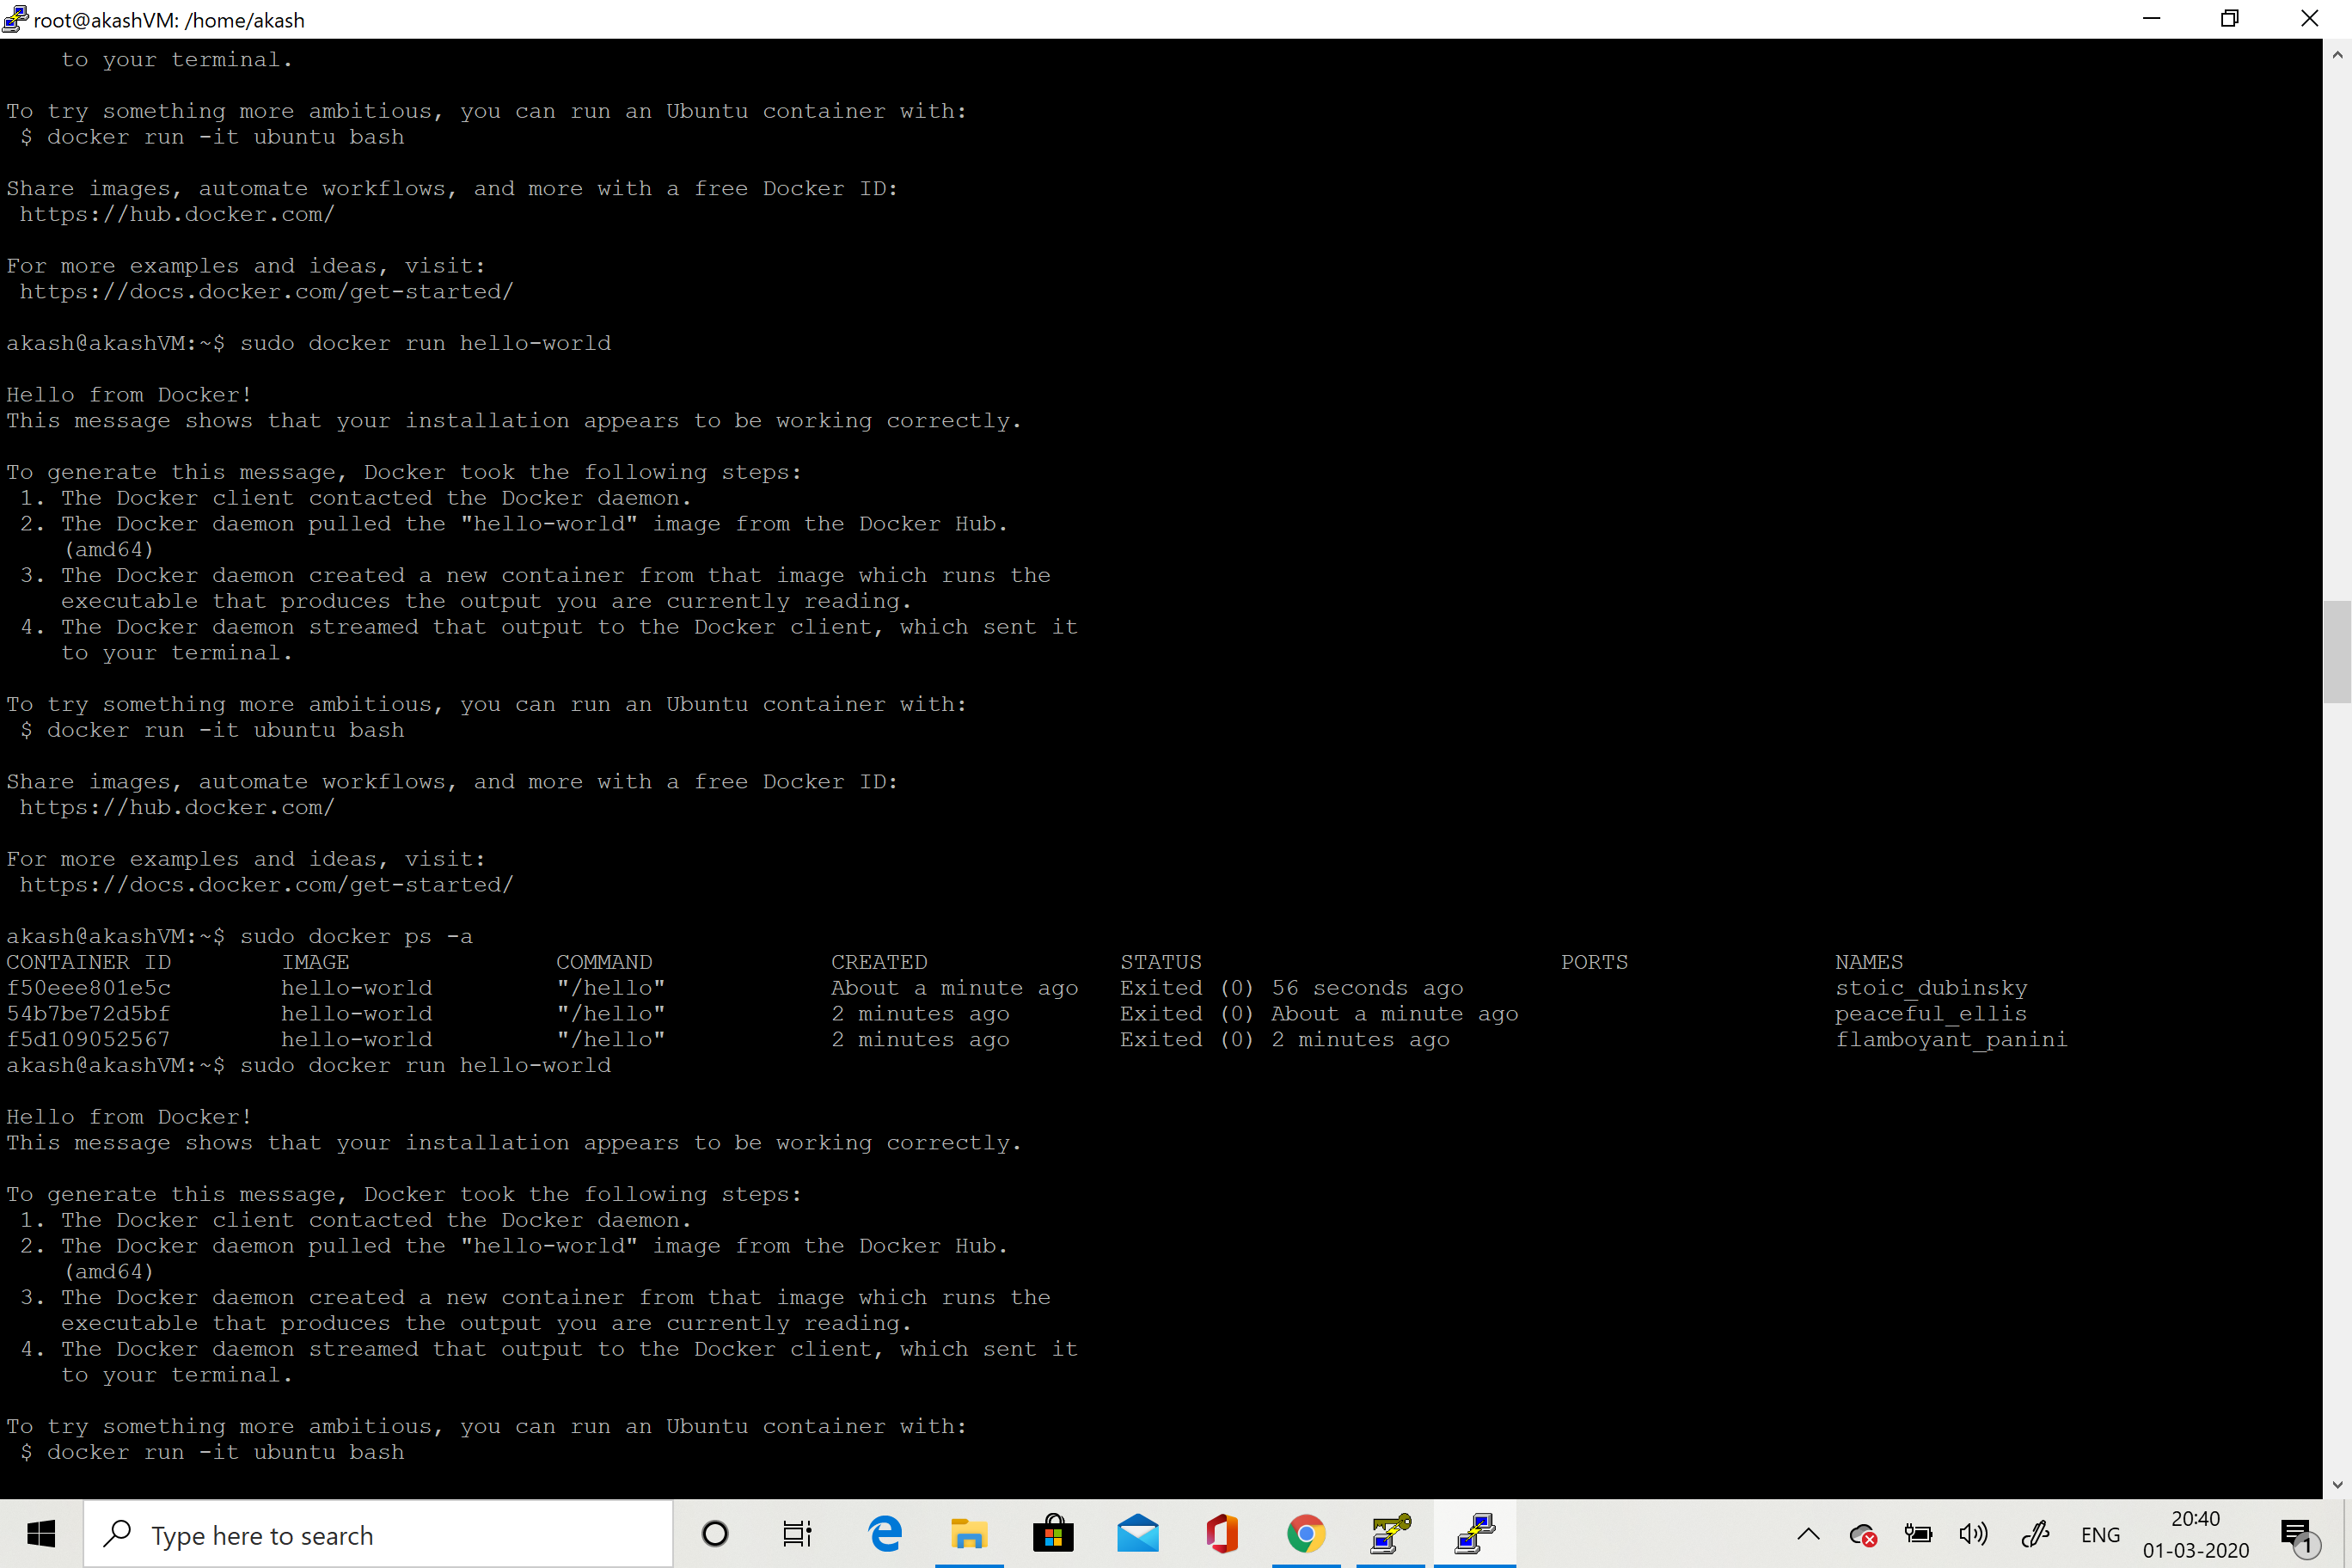 root@akashVM: /home/akash
to your terminal.
To try something more ambitious, you can run an Ubuntu container with:
$ docker run -it ubuntu bash
Share images, automate workflows, and more with a free Docker ID:
https://hub.docker.com/
For more examples and ideas, visit:
https://docs.docker.com/get-started/
akash@akashVM:~$ sudo docker run hello-world
Hello from Docker!
This message shows that your installation appears to be working correctly.
To generate this message, Docker took the following steps:
1. The Docker client contacted the Docker daemon.
2. The Docker daemon pulled the "hello-world" image from the Docker Hub.
(amd64)
3. The Docker daemon created a new container from that image which runs the
executable that produces the output you are currently reading.
4. The Docker daemon streamed that output to the Docker client, which sent it
to your terminal.
To try something more ambitious, you can run an Ubuntu container with:
$ docker run -it ubuntu bash
Share images, automate workflows, and more with a free Docker ID:
https://hub.docker.com/
For more examples and ideas, visit:
https://docs.docker.com/get-started/
akash@akashVM:~$ sudo docker ps -a
CONTAINER ID IMAGE COMMAND CREATED STATUS PORTS NAMES
f50eee801e5c hello-world "/hello" About a minute ago Exited (0) 56 seconds ago stoic_dubinsky
54b7be72d5bf hello-world "/hello" 2 minutes ago Exited (0) About a minute ago peaceful_ellis
f5d109052567 hello-world "/hello" 2 minutes ago Exited (0) 2 minutes ago flamboyant_panini
akash@akashVM:~$ sudo docker run hello-world
Hello from Docker!
This message shows that your installation appears to be working correctly.
To generate this message, Docker took the following steps:
1. The Docker client contacted the Docker daemon.
2. The Docker daemon pulled the "hello-world" image from the Docker Hub.
(amd64)
3. The Docker daemon created a new container from that image which runs the
executable that produces the output you are currently reading.
4. The Docker daemon streamed that output to the Docker client, which sent it
to your terminal.
To try something more ambitious, you can run an Ubuntu container with:
$ docker run -it ubuntu bash
Type here to search
ENG
20:40
01-03-2020
1